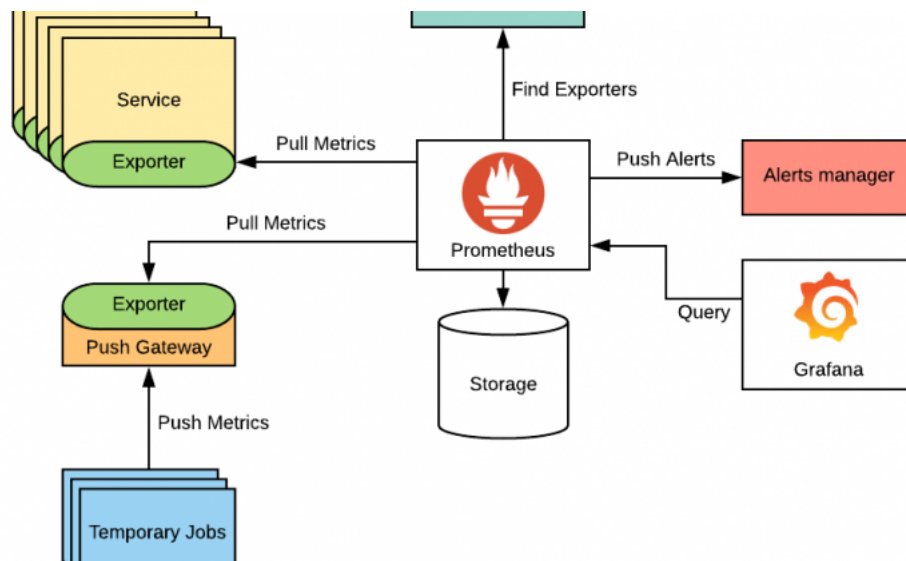 Service
Find Exporters
Exporter
Pull Metrics
Push Alerts
Alerts manager
Pull Metrics
Prometheus
Exporter
Push Gateway
Query
Grafana
Storage
Push Metrics
Temporary Jobs